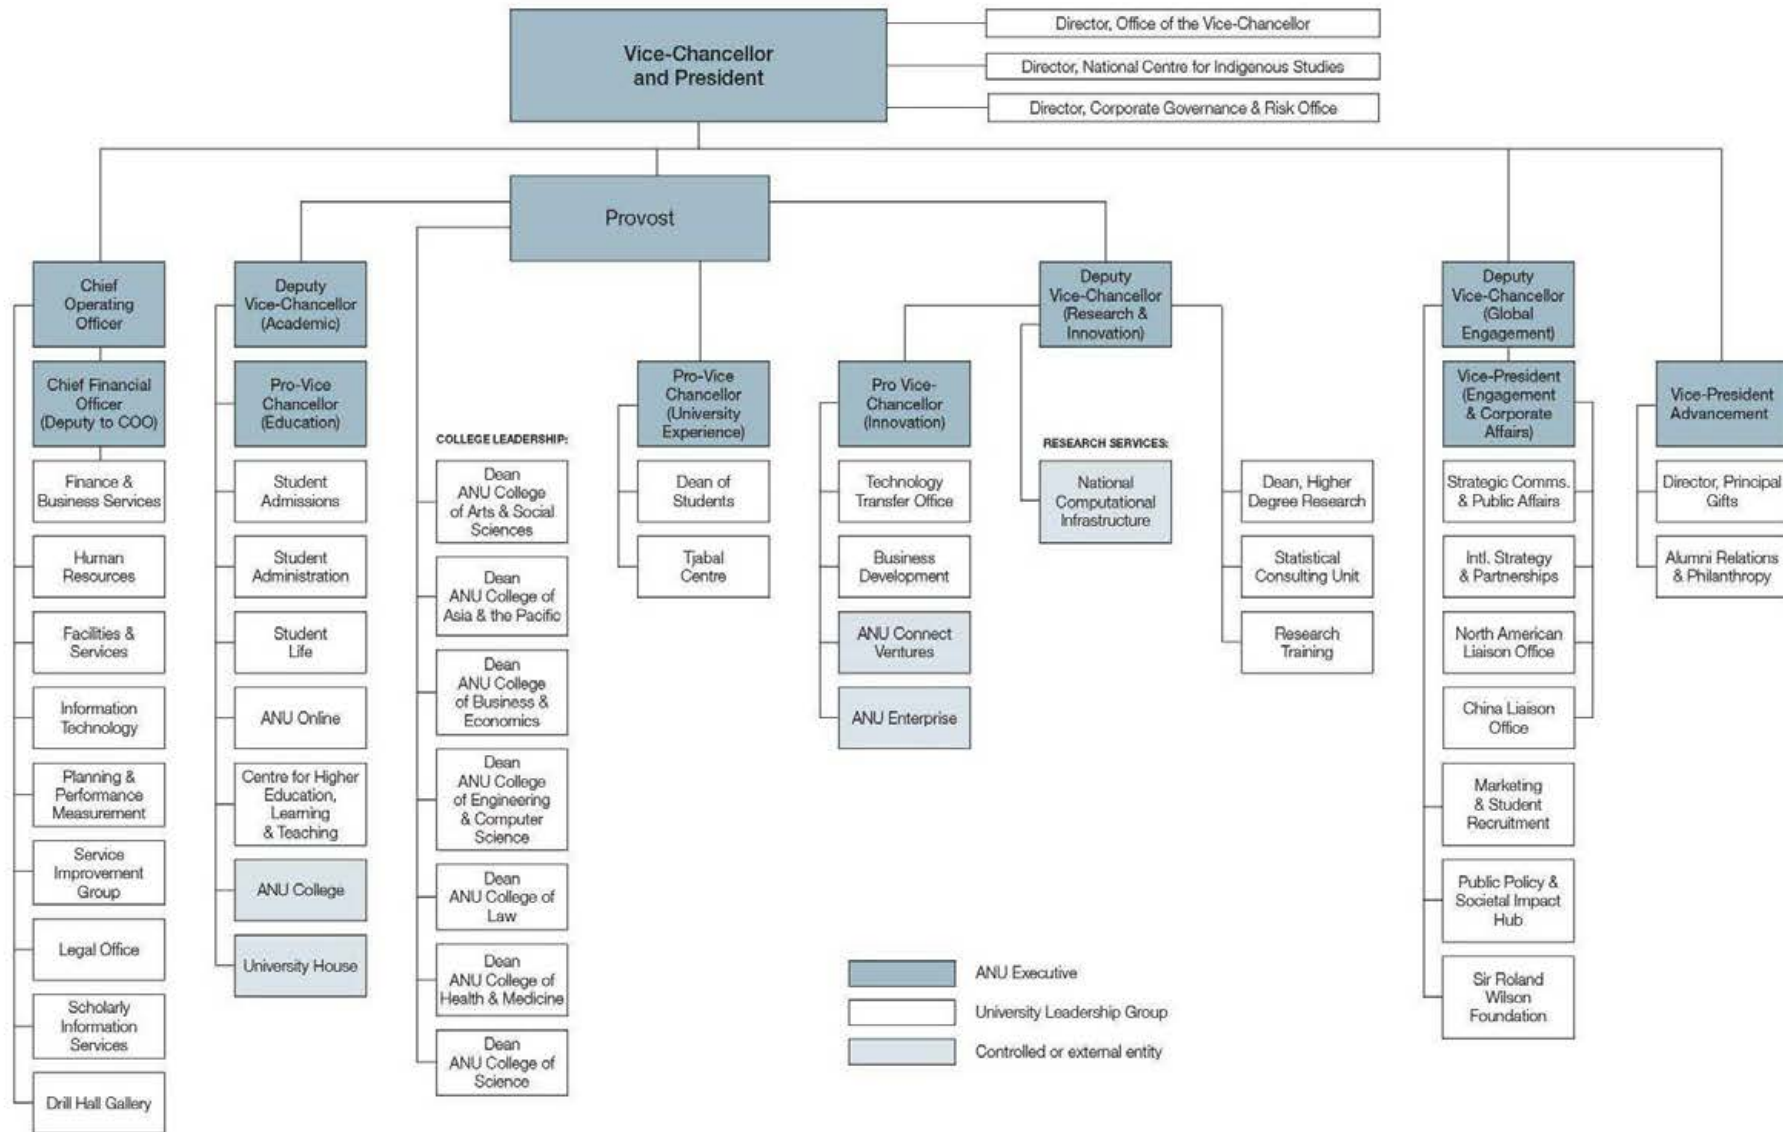 Vice-Chancellor
and President
Director, Office of the Vice-Chancellor
Director, National Centre for Indigenous Studies
Director, Corporate Governance & Risk Office
Provost
Chief
Operating
Officer
Chief Financial
Officer
(Deputy to COO)
Finance &
Business Services
Human
Resources
Facilities &
Services
Information
Technology
Planning &
Performance
Measurement
Service
Improvement
Group
Legal Office
Scholarly
Information
Services
Drill Hall Gallery
Deputy
Vice-Chancellor
(Academic)
Pro-Vice
Chancellor
(Education)
Student
Admissions
Student
Administration
Student
Life
ANU Online
Centre for Higher
Education,
Learning
& Teaching
ANU College
University House
COLLEGE LEADERSHIP:
Dean
ANU College
of Arts & Social
Sciences
Dean
ANU College of
Asia & the Pacific
Dean
ANU College
of Business &
Economics
Dean
ANU College
of Engineering
& Computer
Science
Dean
ANU College of
Law
Dean
ANU College of
Health & Medicine
Dean
ANU College of
Science
Pro-Vice
Chancellor
(University
Experience)
Dean of
Students
Tjabal
Centre
Deputy
Vice-Chancellor
(Research &
Innovation)
Pro Vice-
Chancellor
(Innovation)
Technology
Transfer Office
Business
Development
ANU Connect
Ventures
ANU Enterprise
RESEARCH SERVICES:
National
Computational
Infrastructure
Dean, Higher
Degree Research
Statistical
Consulting Unit
Research
Training
Deputy
Vice-Chancellor
(Global
Engagement)
Vice-President
(Engagement
& Corporate
Affairs)
Strategic Comms.
& Public Affairs
Intl. Strategy
& Partnerships
North American
Liaison Office
China Liaison
Office
Marketing
& Student
Recruitment
Public Policy &
Societal Impact
Hub
Sir Roland
Wilson
Foundation
Vice-President
Advancement
Director, Principal
Gifts
Alumni Relations
& Philanthropy
ANU Executive
University Leadership Group
Controlled or external entity